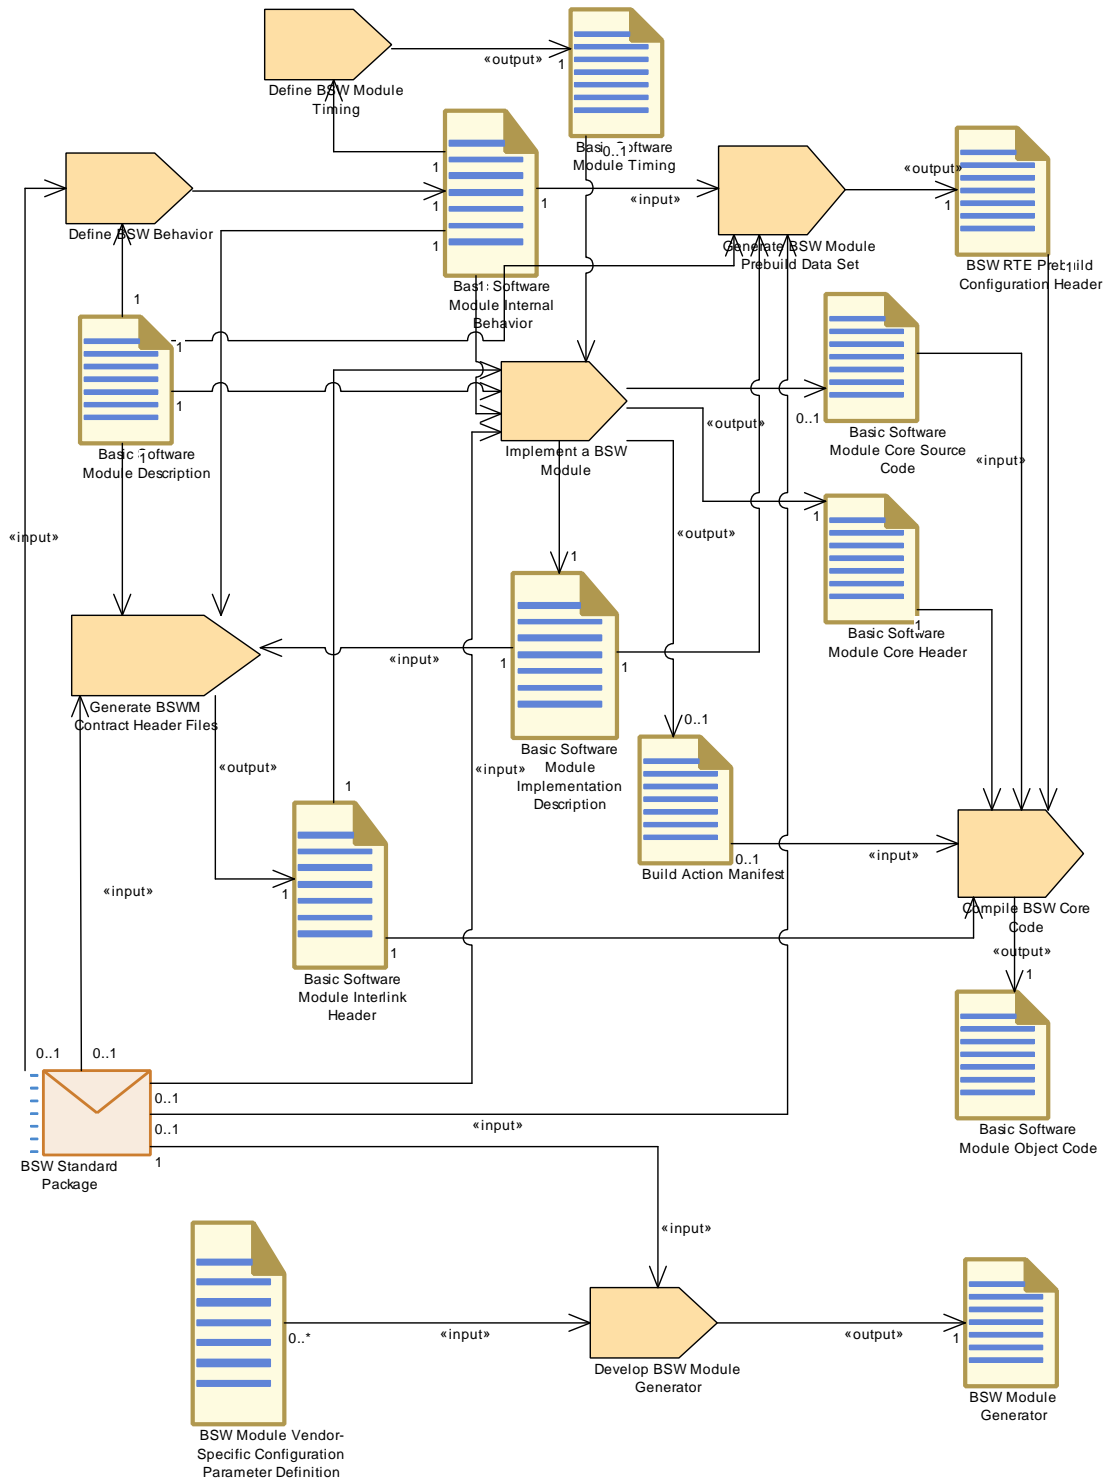 «output»
1
Define BSW Module
Timing
Basic Software
0..1
Module Timing
1
1
1
1
«input»
«output»
1
Define BSW Behavior
Generate BSW Module
Prebuild Data Set
BSW RTE Prebuild
1
Configuration Header
1
Basic Software
1
Module Internal
Behavior
1
1
Basic Software
1
Module Description
Implement a BSW
Module
0..1
«output»
Basic Software
Module Core Source
Code
«input»
«input»
«output»
1
1
1
Basic Software
Module Core Header
«input»
1
1
Generate BSWM
Contract Header Files
0..1
«output»
«input»
Basic Software
Module
Implementation
Description
1
«input»
0..1
Build Action Manifest
«input»
1
1
Compile BSW Core
Code
«output»
1
Basic Software
Module Interlink
Header
0..1
0..1
0..1
0..1
1
«input»
BSW Standard
Package
Basic Software
Module Object Code
«input»
0..*
«input»
«output»
1
Develop BSW Module
Generator
BSW Module
Generator
BSW Module Vendor-
Specific Configuration
Parameter Definition